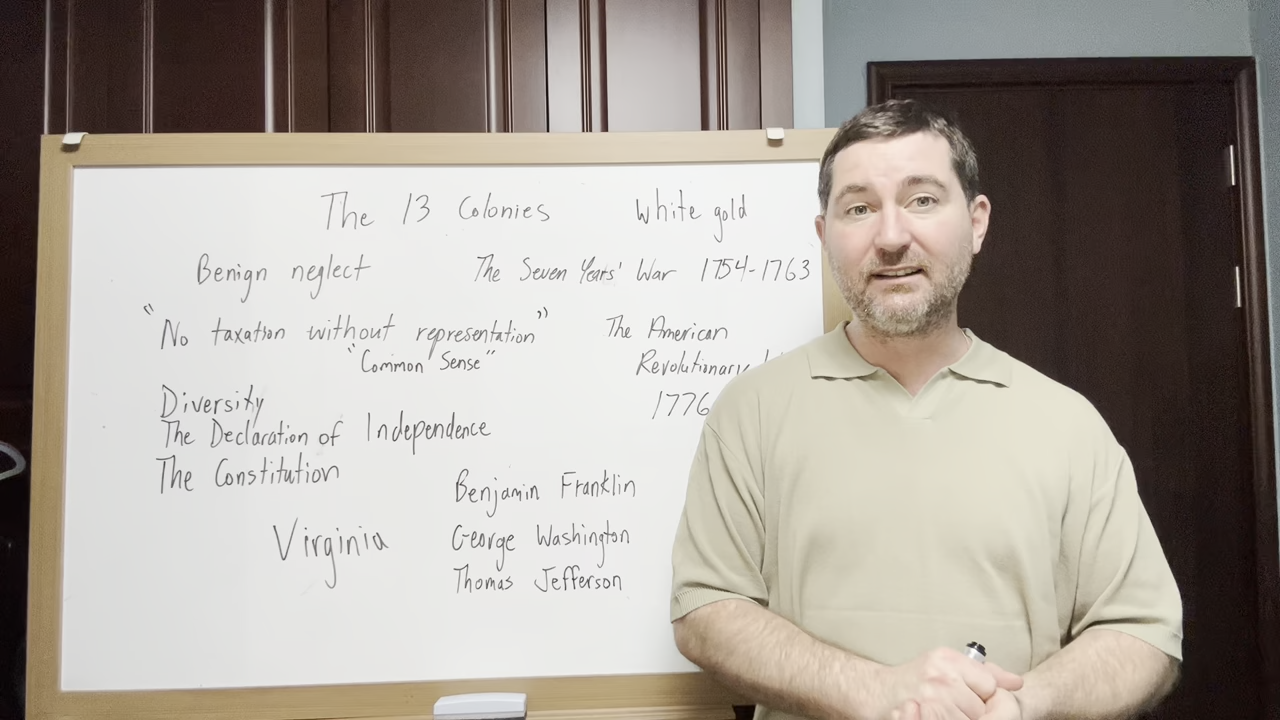 The 13 Colonies
White gold
Benign neglect
The Seven Years' War 1754-1763
"No taxation without representation"
"Common Sense"
The American
Revolutionary
1776
Diversity
The Declaration of Independence
The Constitution
Virginia
Benjamin Franklin
George Washington
Thomas Jefferson